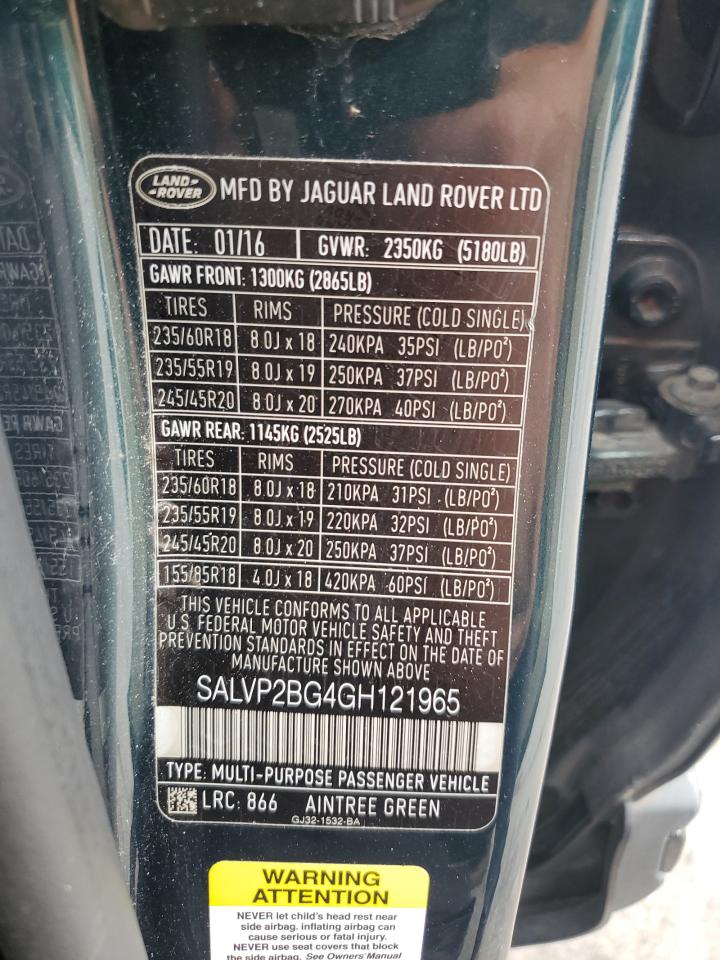 LAND-
-ROVER
MFD BY JAGUAR LAND ROVER LTD
DATE: 01/16 GVWR: 2350KG (5180LB)
GAWR FRONT: 1300KG (2865LB)
TIRES RIMS PRESSURE (COLD SINGLE)
235/60R18 8.0J x 18 240KPA 35PSI (LB/PO²)
235/55R19 8.0J x 19 250KPA 37PSI (LB/PO²)
245/45R20 8.0J x 20 270KPA 40PSI (LB/PO²)
GAWR REAR: 1145KG (2525LB)
TIRES RIMS PRESSURE (COLD SINGLE)
235/60R18 8.0J x 18 210KPA 31PSI (LB/PO²)
235/55R19 8.0J x 19 220KPA 32PSI (LB/PO²)
245/45R20 8.0J x 20 250KPA 37PSI (LB/PO²)
155/85R18 4.0J x 18 420KPA 60PSI (LB/PO²)
THIS VEHICLE CONFORMS TO ALL APPLICABLE
U.S. FEDERAL MOTOR VEHICLE SAFETY AND THEFT
PREVENTION STANDARDS IN EFFECT ON THE DATE OF
MANUFACTURE SHOWN ABOVE
SALVP2BG4GH121965
TYPE: MULTI-PURPOSE PASSENGER VEHICLE
LRC: 866 AINTREE GREEN
GJ32-1532-BA
WARNING
ATTENTION
NEVER let child's head rest near
side airbag. inflating airbag can
cause serious or fatal injury.
NEVER use seat covers that block
the side airbag. See Owners Manual